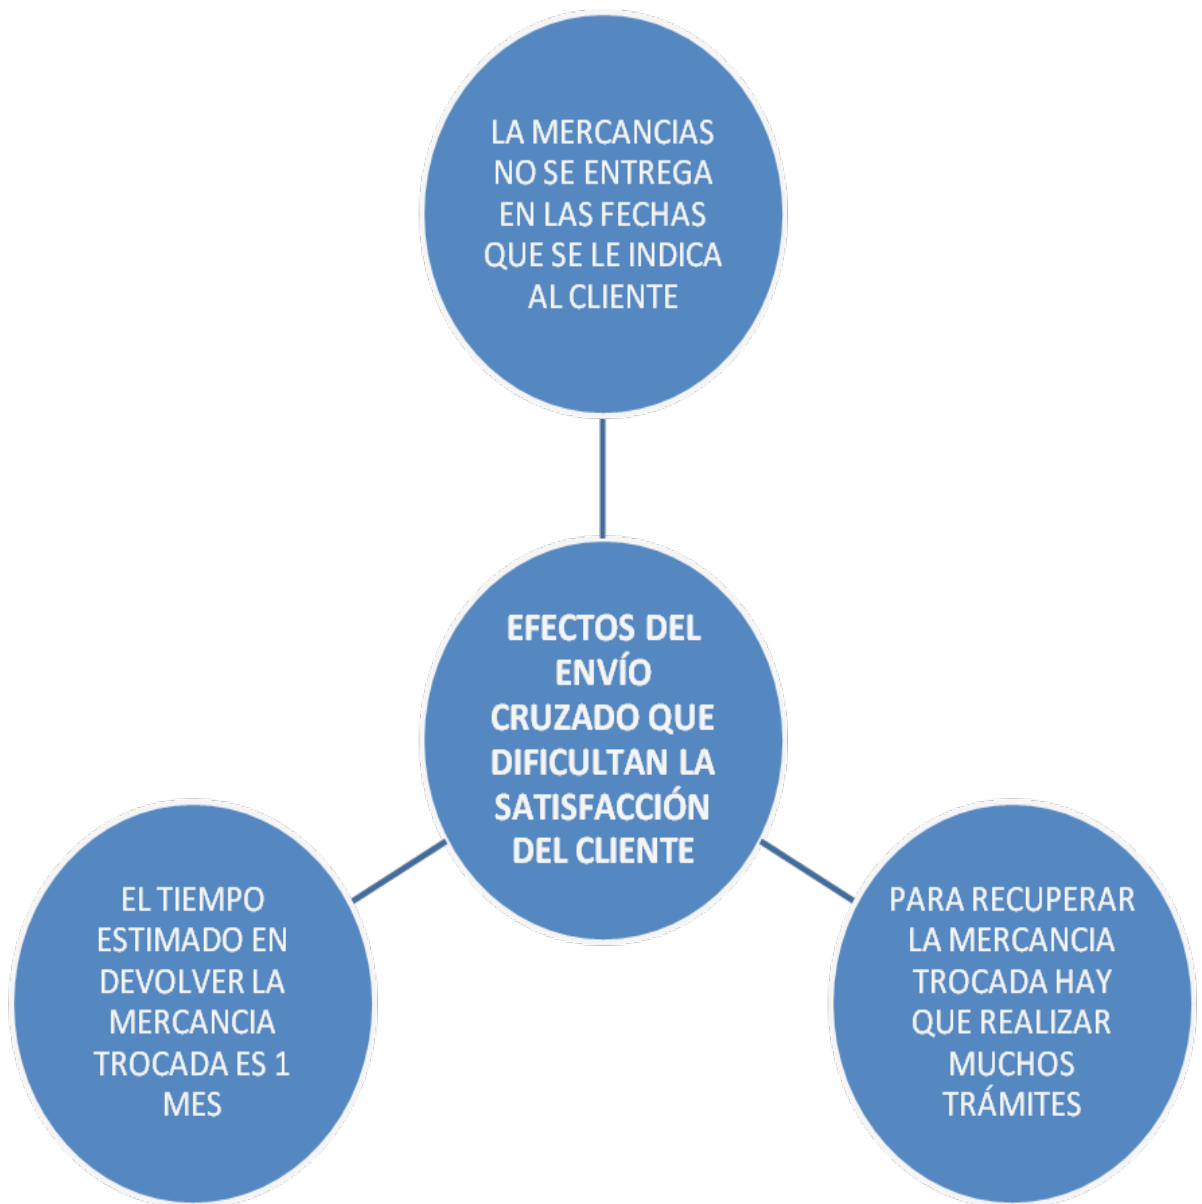 LA MERCANCIAS
NO SE ENTREGA
EN LAS FECHAS
QUE SE LE INDICA
AL CLIENTE
EFECTOS DEL
ENVÍO
CRUZADO QUE
DIFICULTAN LA
SATISFACCIÓN
DEL CLIENTE
EL TIEMPO
ESTIMADO EN
DEVOLVER LA
MERCANCIA
TROCADA ES 1
MES
PARA RECUPERAR
LA MERCANCIA
TROCADA HAY
QUE REALIZAR
MUCHOS
TRÁMITES